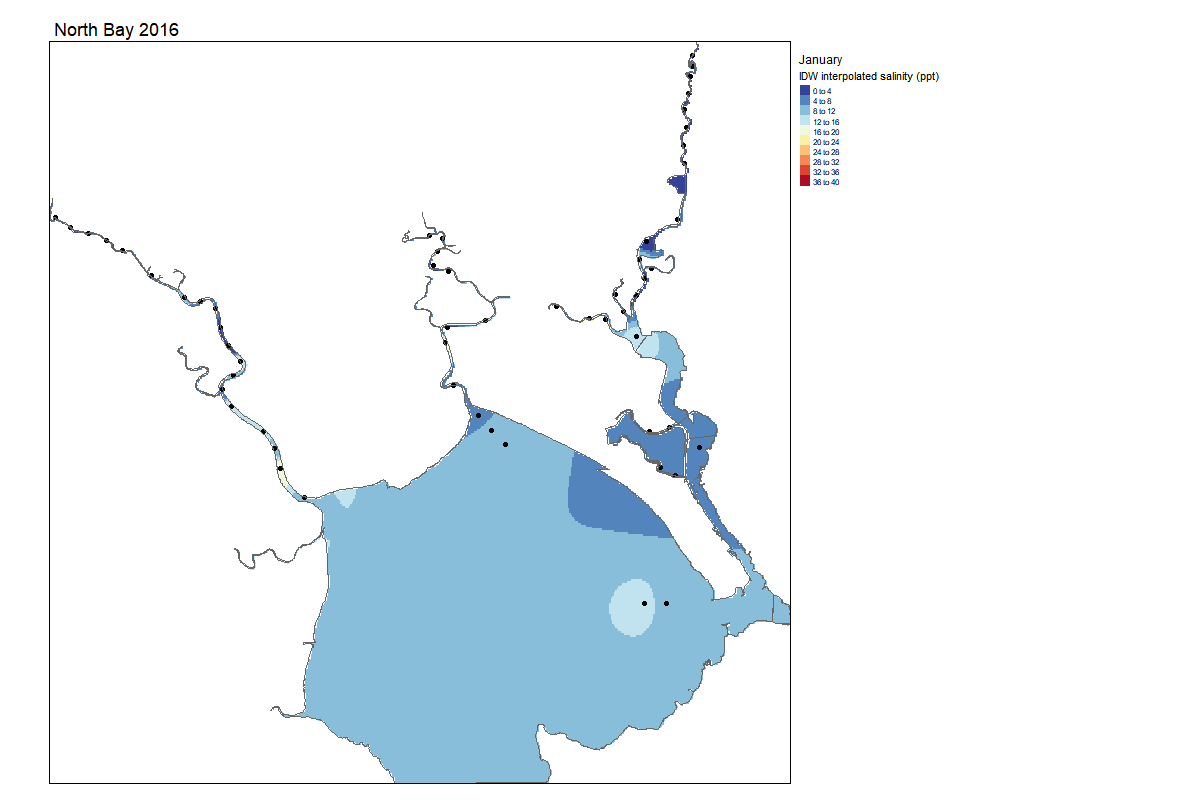 North Bay 2016
January
IDW interpolated salinity (ppt)
0 to 4
4 to 8
8 to 12
12 to 16
16 to 20
20 to 24
24 to 28
28 to 32
32 to 36
36 to 40